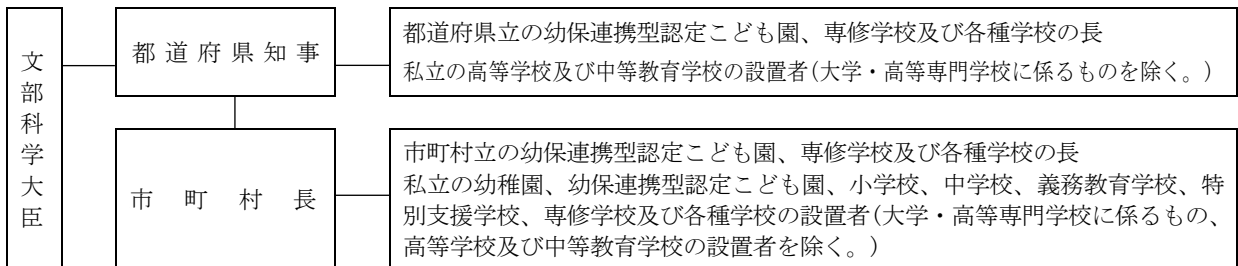 文部科学大臣
都道府県知事
都道府県立の幼保連携型認定こども園、専修学校及び各種学校の長
私立の高等学校及び中等教育学校の設置者(大学・高等専門学校に係るものを除く。)
市町村長
市町村立の幼保連携型認定こども園、専修学校及び各種学校の長
私立の幼稚園、幼保連携型認定こども園、小学校、中学校、義務教育学校、特
別支援学校、専修学校及び各種学校の設置者(大学・高等専門学校に係るもの、
高等学校及び中等教育学校の設置者を除く。)